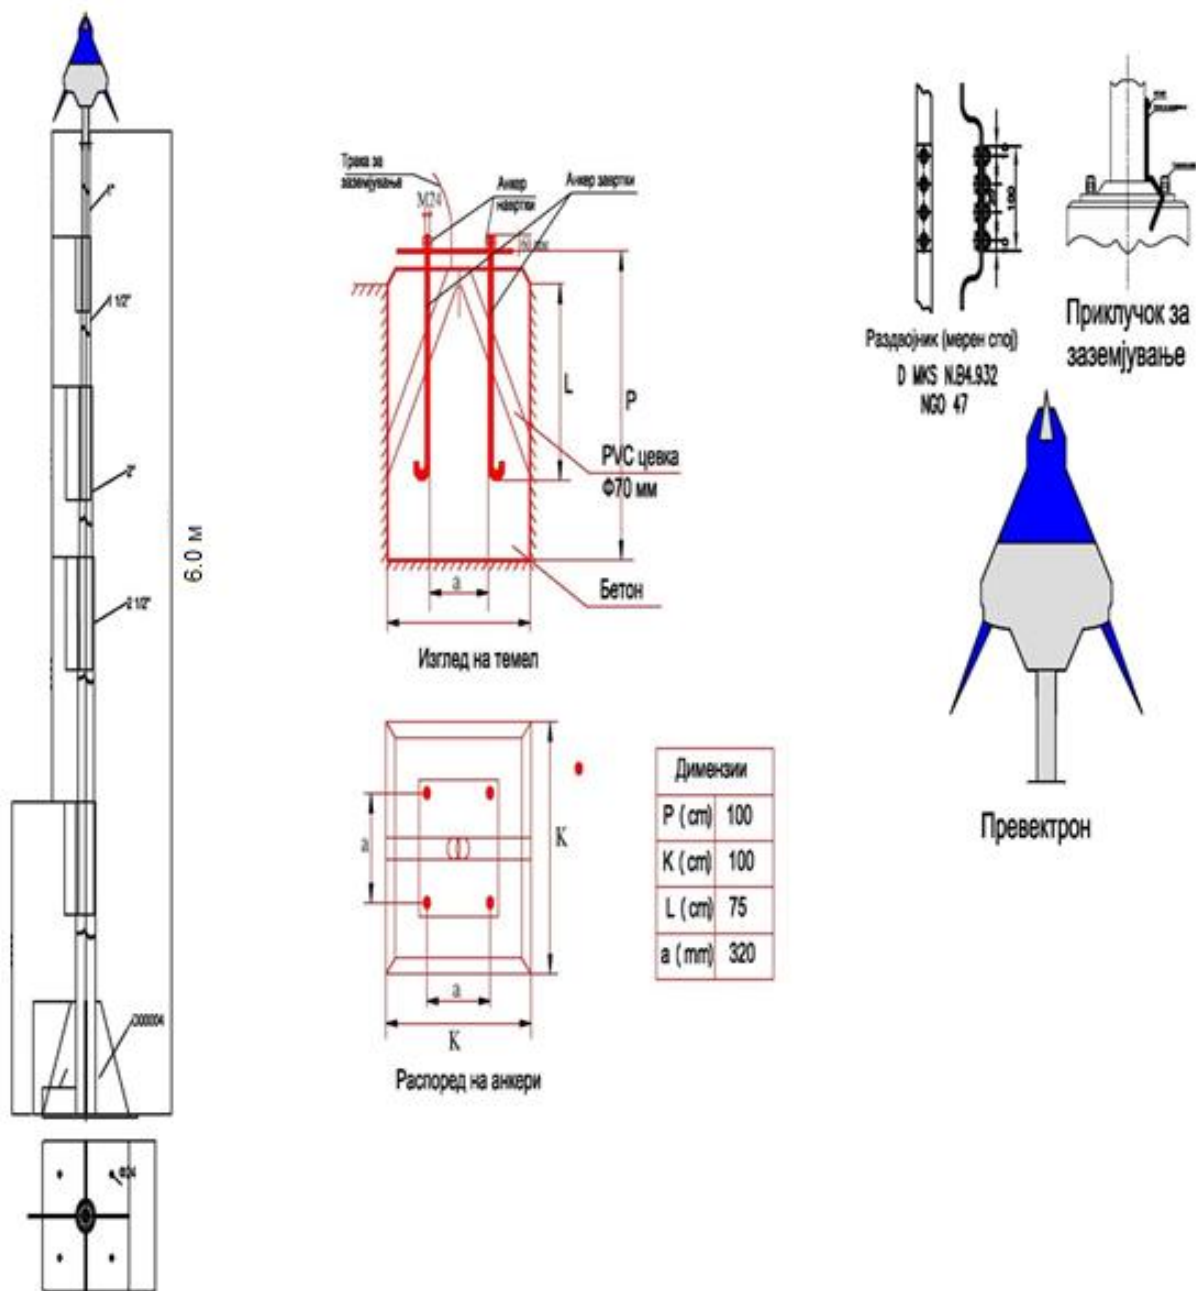 1"
1 1/2"
2"
2 1/2"
6.0 м
Трака за
заземјување
M24
Анкер
навртки
Анкер завртки
L
P
PVC цевка
Ф70 мм
Бетон
a
Изглед на темел
a
K
a
K
Распоред на анкери
Димензии
P (cm) 100
K (cm) 100
L (cm) 75
a (mm) 320
100
Раздвојник (мерен спој)
D MKS N.B4.932
NGO 47
Приклучок за
заземјување
Превектрон